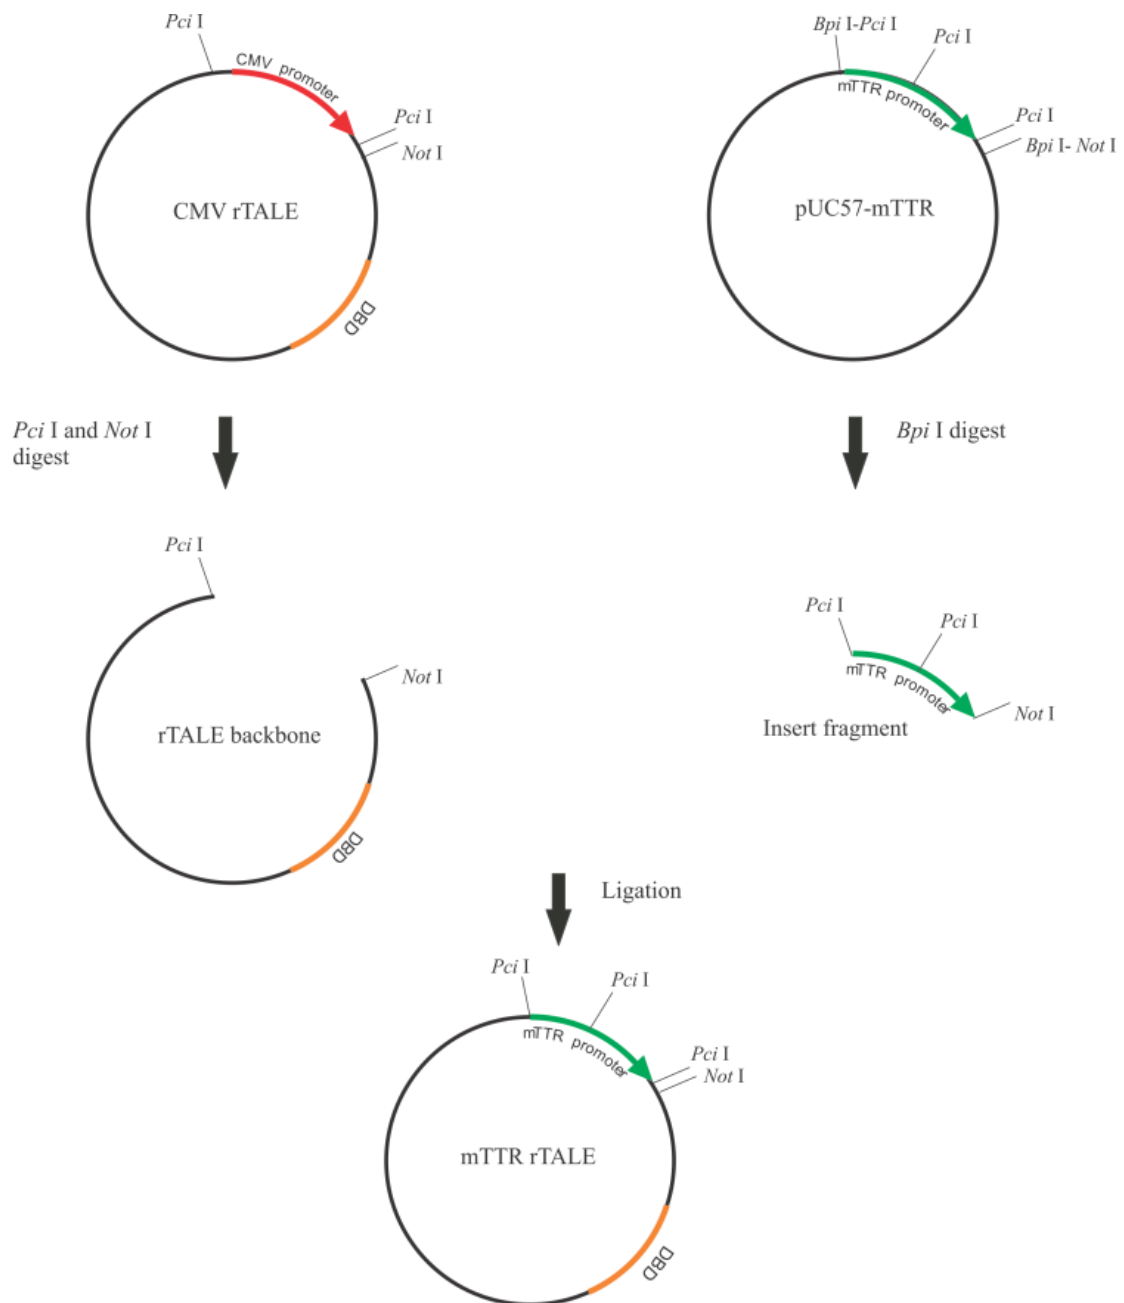 Pci I
CMV promoter
Pci I
Not I
CMV rTALE
DBD
Bpi I-Pci I
Pci I
mTTR promoter
Pci I
Bpi I- Not I
pUC57-mTTR
Pci I and Not I
digest
Bpi I digest
Pci I
Not I
rTALE backbone
DBD
Pci I
Pci I
mTTR promoter
Not I
Insert fragment
Ligation
Pci I
Pci I
mTTR promoter
Pci I
Not I
mTTR rTALE
DBD